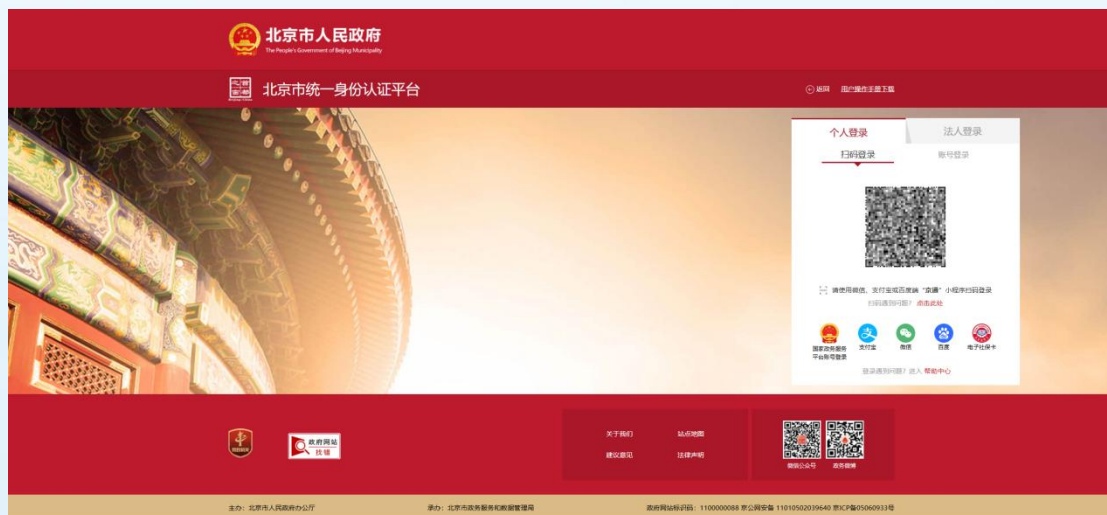 北京市人民政府
The People's Government of Beijing Municipality
北京市统一身份认证平台
返回 用户操作手册下载
个人登录 法人登录
扫码登录 账号登录
请使用微信、支付宝或百度端“京通”小程序扫码登录
扫码遇到问题? 点击此处
国家政务服务平台账号登录 支付宝 微信 百度 电子社保卡
登录遇到问题? 进入 帮助中心
政府网站
找错
关于我们 站点地图
建议意见 法律声明
微信公众号 政务微博
主办: 北京市人民政府办公厅 承办: 北京市政务服务和数据管理局 政府网站标识码: 1100000088 京公网安备 11010502039640 京ICP备05060933号